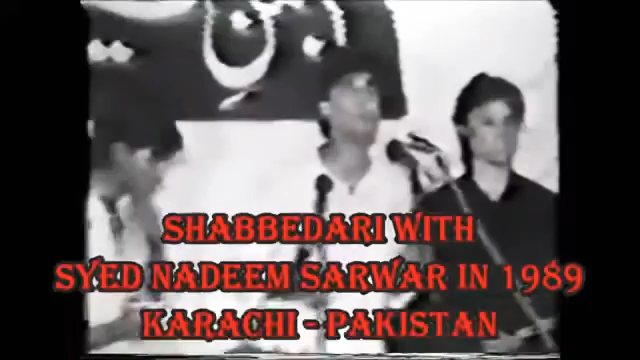 SHABBEDARI WITH
SYED NADEEM SARWAR IN 1989
KARACHI - PAKISTAN